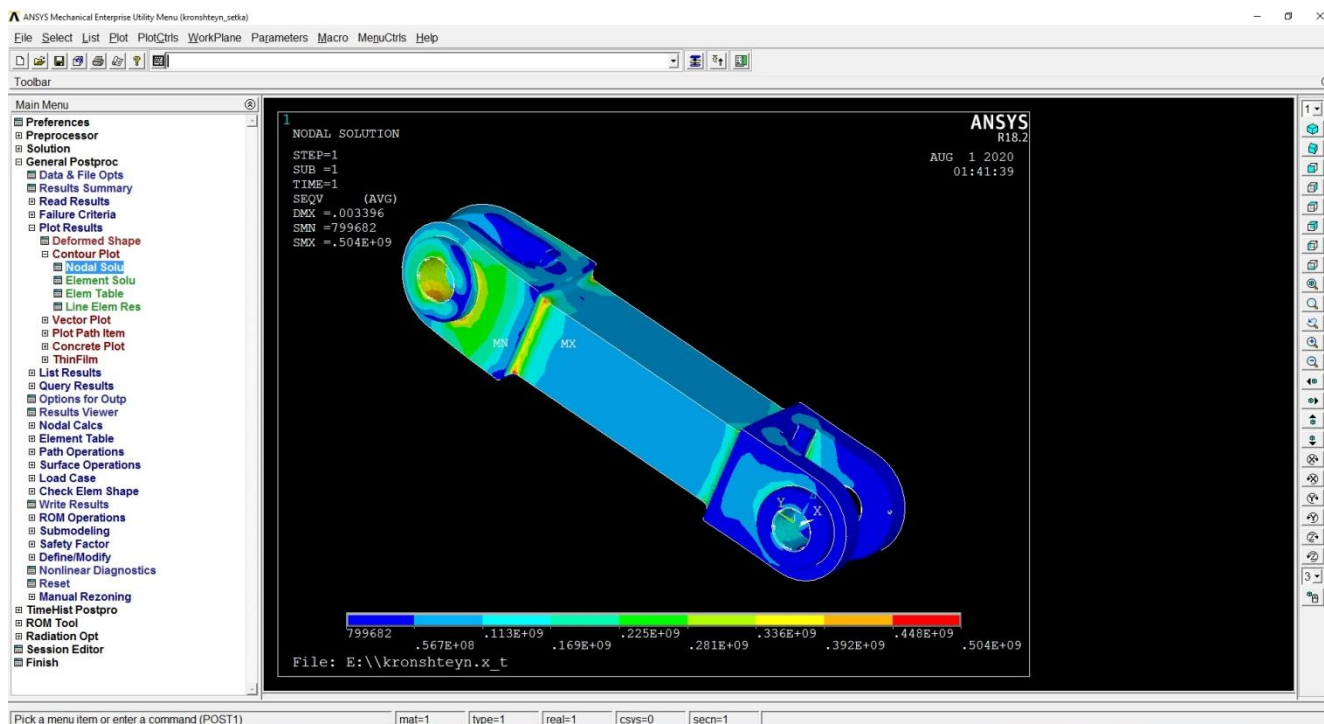 ANSYS Mechanical Enterprise Utility Menu (kronshteyn_setka)
File Select List Plot PlotCtrls WorkPlane Parameters Macro MenuCtrls Help
Toolbar
Main Menu
Preferences
Preprocessor
Solution
General Postproc
Data & File Opts
Results Summary
Read Results
Failure Criteria
Plot Results
Deformed Shape
Contour Plot
Nodal Solu
Element Solu
Elem Table
Line Elem Res
Vector Plot
Plot Path Item
Concrete Plot
ThinFilm
List Results
Query Results
Options for Outp
Results Viewer
Nodal Calcs
Element Table
Path Operations
Surface Operations
Load Case
Check Elem Shape
Write Results
ROM Operations
Submodeling
Safety Factor
Define/Modify
Nonlinear Diagnostics
Reset
Manual Rezoning
TimeHist Postpro
ROM Tool
Radiation Opt
Session Editor
Finish
1
NODAL SOLUTION
STEP=1
SUB =1
TIME=1
SEQV (AVG)
DMX =.003396
SMN =799682
SMX =.504E+09
ANSYS
R18.2
AUG 1 2020
01:41:39
MN MX
Y Z X
799682 .113E+09 .225E+09 .336E+09 .448E+09
.567E+08 .169E+09 .281E+09 .392E+09 .504E+09
File: E:\\kronshteyn.x_t
1
3
Pick a menu item or enter a command (POST1) mat=1 type=1 real=1 csys=0 secn=1